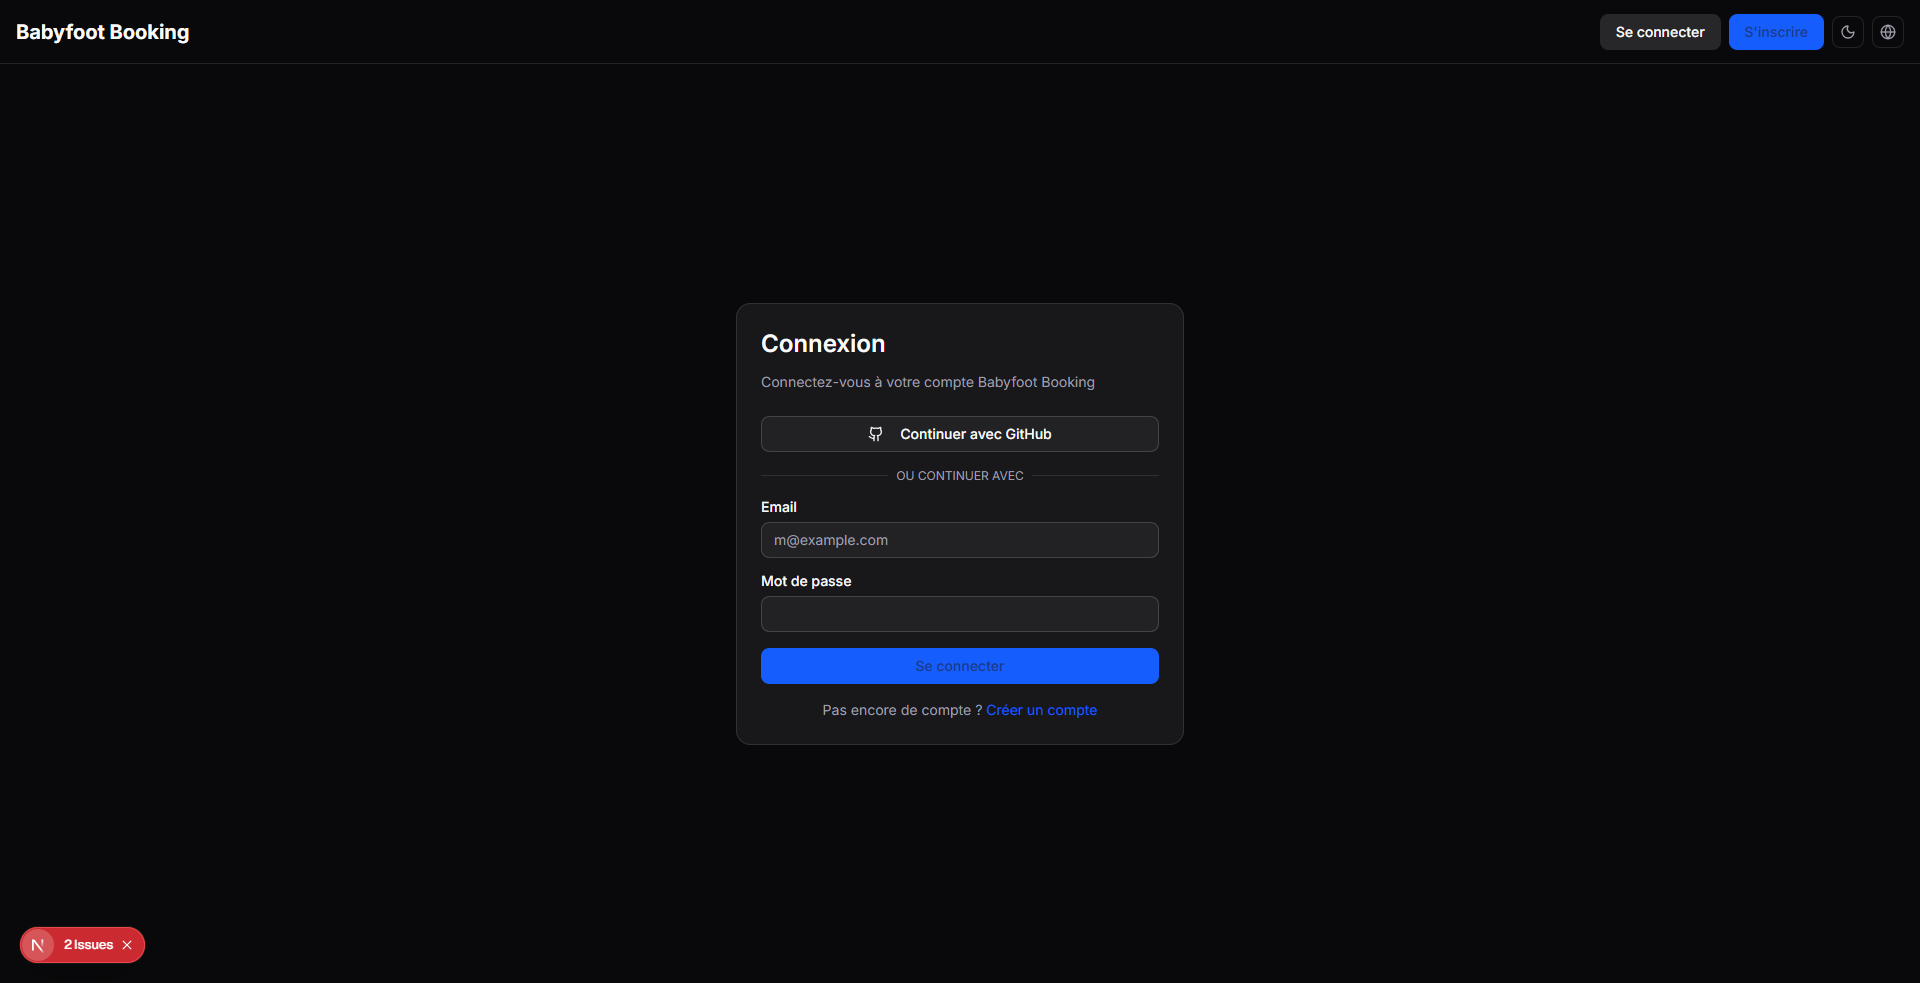 Babyfoot Booking
Se connecter
S'inscrire
Connexion
Connectez-vous à votre compte Babyfoot Booking
Continuer avec GitHub
OU CONTINUER AVEC
Email
m@example.com
Mot de passe
Se connecter
Pas encore de compte ? Créer un compte
N 2 Issues